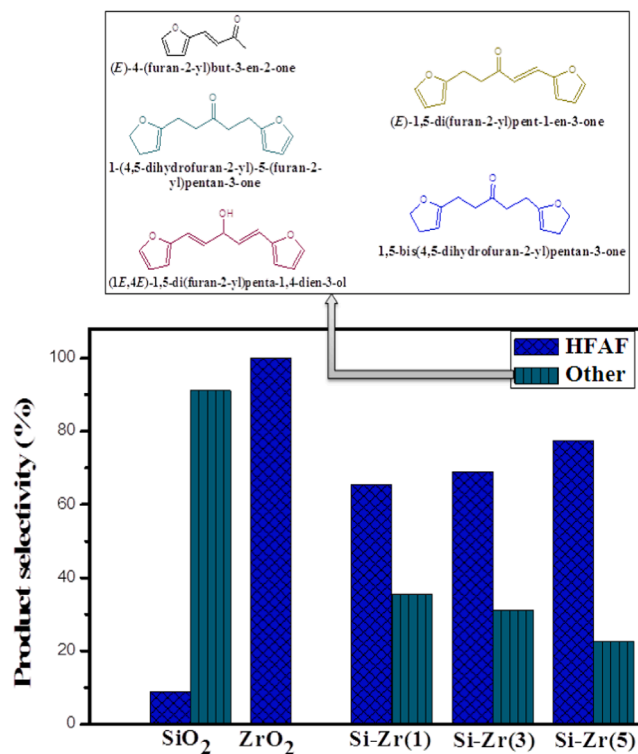 O
O
(E)-4-(furan-2-yl)but-3-en-2-one
O
O
O
(E)-1,5-di(furan-2-yl)pent-1-en-3-one
O
O
O
1-(4,5-dihydrofuran-2-yl)-5-(furan-2-
yl)pentan-3-one
O
O
O
1,5-bis(4,5-dihydrofuran-2-yl)pentan-3-one
OH
O
O
(1E,4E)-1,5-di(furan-2-yl)penta-1,4-dien-3-ol
HFAF
Other
Product selectivity (%)
100
80
60
40
20
0
SiO2 ZrO2 Si-Zr(1) Si-Zr(3) Si-Zr(5)